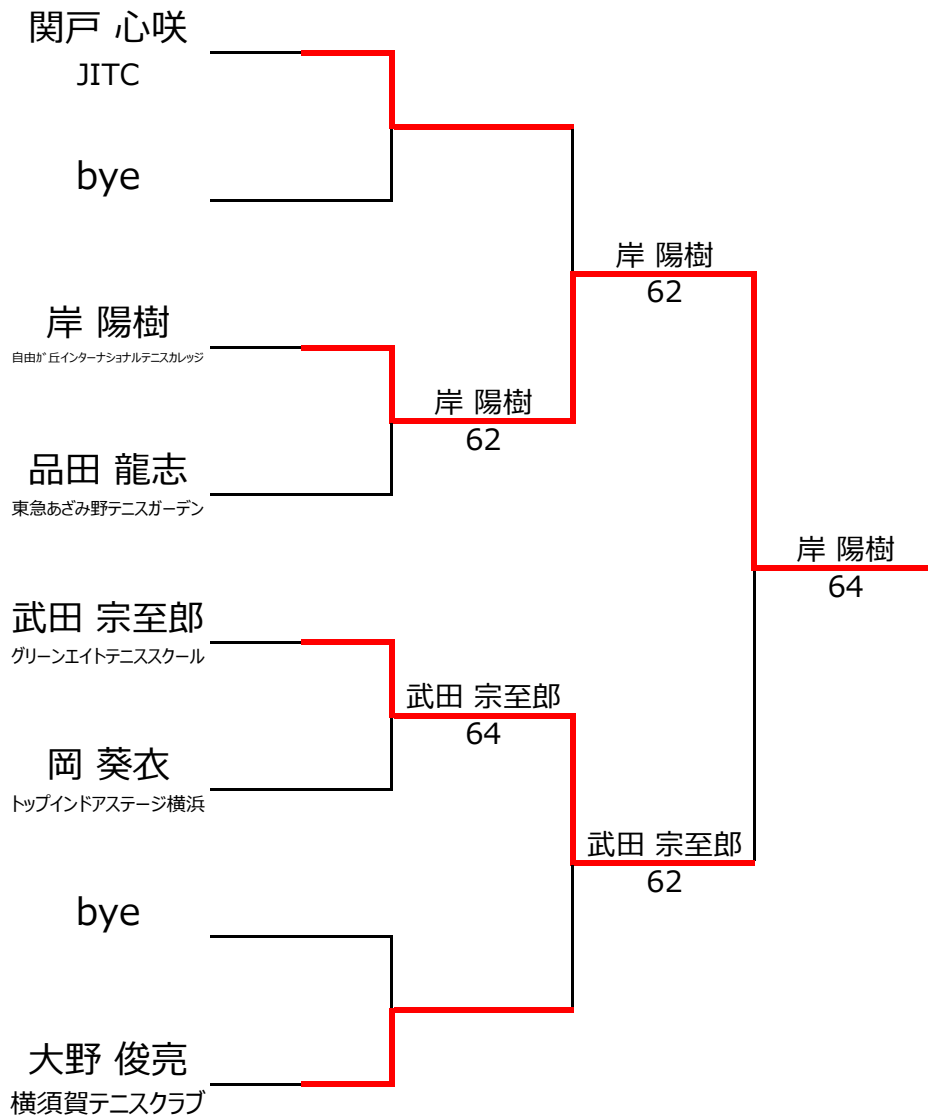 関戸 心咲
JITC
bye
岸 陽樹
62
岸 陽樹
自由が丘インターナショナルテニスカレッジ
岸 陽樹
62
品田 龍志
東急あざみ野テニスガーデン
岸 陽樹
64
武田 宗至郎
グリーンエイトテニススクール
武田 宗至郎
64
岡 葵衣
トップインドアステージ横浜
武田 宗至郎
62
bye
大野 俊亮
横須賀テニスクラブ